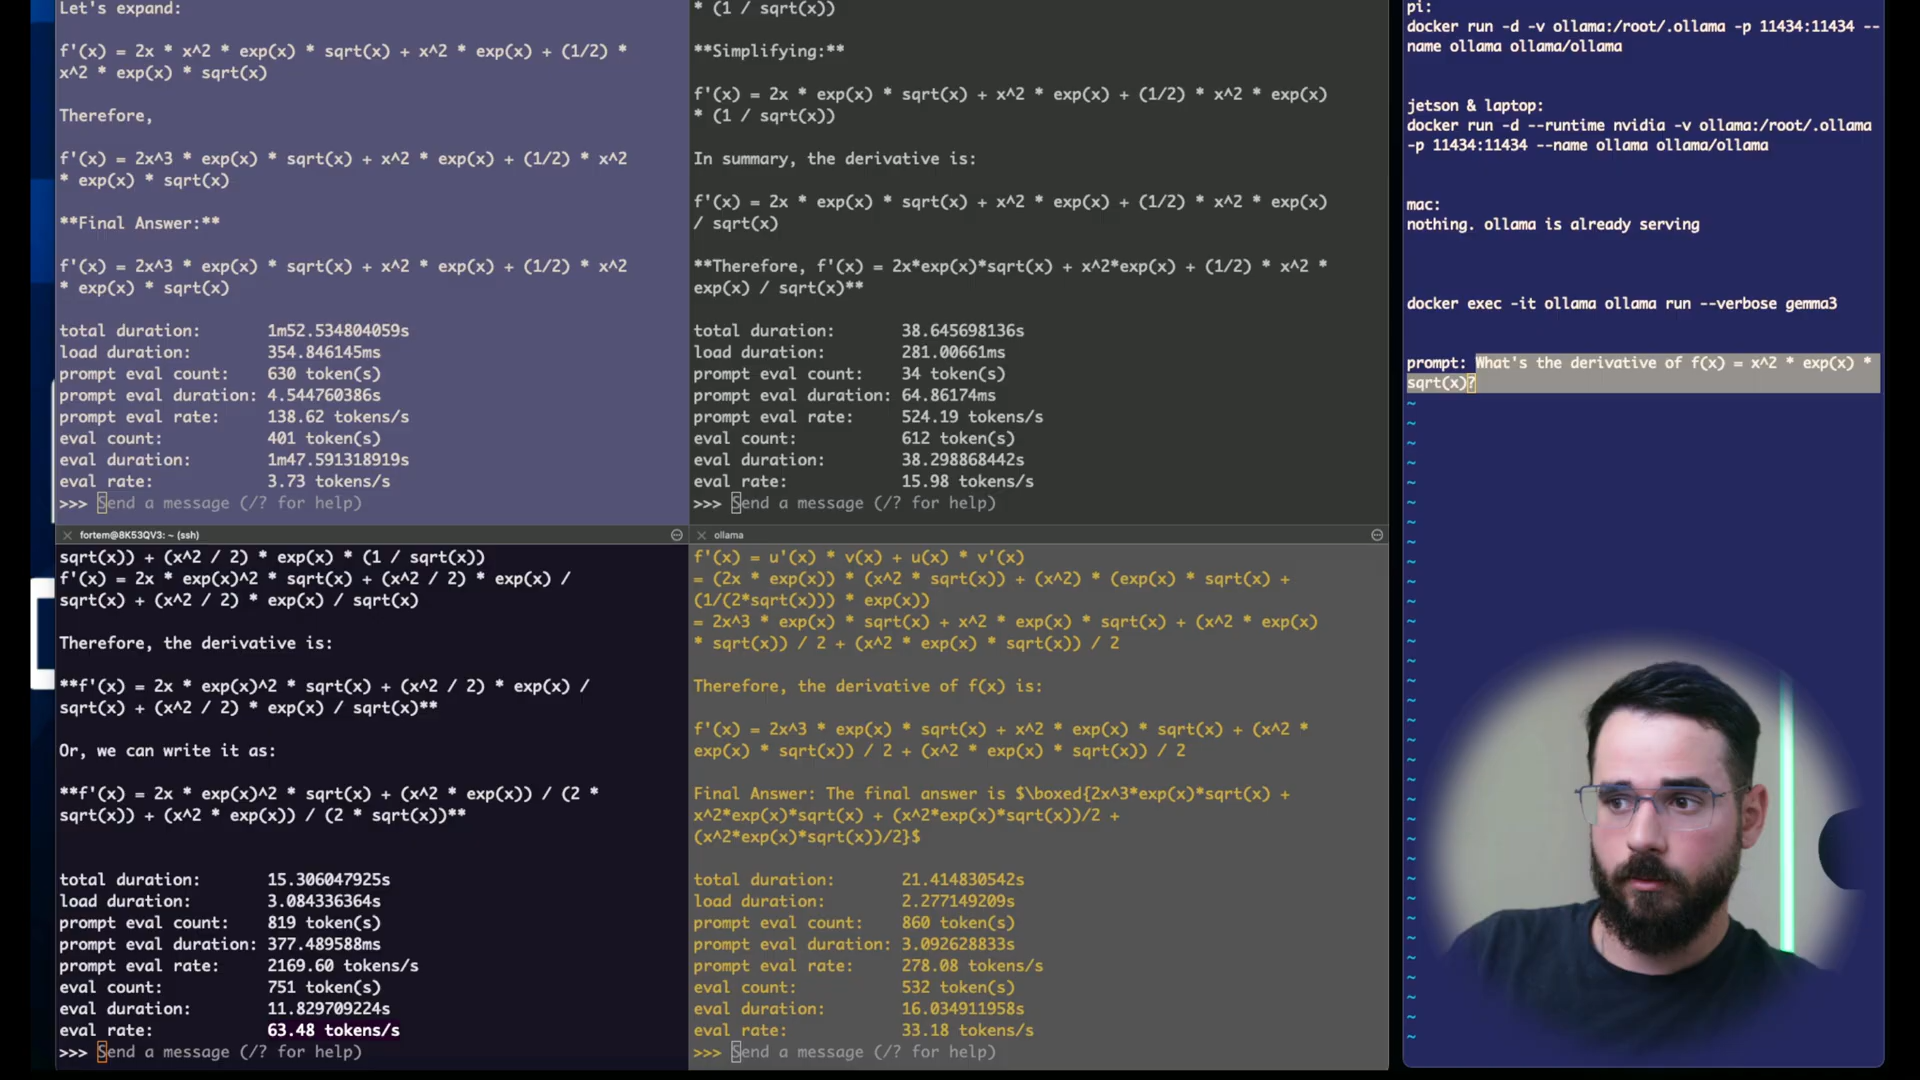 Let's expand:
f'(x) = 2x * x^2 * exp(x) * sqrt(x) + x^2 * exp(x) + (1/2) *
x^2 * exp(x) * sqrt(x)
Therefore,
f'(x) = 2x^3 * exp(x) * sqrt(x) + x^2 * exp(x) + (1/2) * x^2
* exp(x) * sqrt(x)
**Final Answer:**
f'(x) = 2x^3 * exp(x) * sqrt(x) + x^2 * exp(x) + (1/2) * x^2
* exp(x) * sqrt(x)
total duration: 1m52.534804059s
load duration: 354.846145ms
prompt eval count: 630 token(s)
prompt eval duration: 4.544760386s
prompt eval rate: 138.62 tokens/s
eval count: 401 token(s)
eval duration: 1m47.591318919s
eval rate: 3.73 tokens/s
>>> Send a message (/? for help)
* (1 / sqrt(x))
**Simplifying:**
f'(x) = 2x * exp(x) * sqrt(x) + x^2 * exp(x) + (1/2) * x^2 * exp(x)
* (1 / sqrt(x))
In summary, the derivative is:
f'(x) = 2x * exp(x) * sqrt(x) + x^2 * exp(x) + (1/2) * x^2 * exp(x)
/ sqrt(x)
**Therefore, f'(x) = 2x*exp(x)*sqrt(x) + x^2*exp(x) + (1/2) * x^2 *
exp(x) / sqrt(x)**
total duration: 38.645698136s
load duration: 281.00661ms
prompt eval count: 34 token(s)
prompt eval duration: 64.86174ms
prompt eval rate: 524.19 tokens/s
eval count: 612 token(s)
eval duration: 38.298868442s
eval rate: 15.98 tokens/s
>>> Send a message (/? for help)
fortem@8K53QV3: ~ (ssh)
sqrt(x)) + (x^2 / 2) * exp(x) * (1 / sqrt(x))
f'(x) = 2x * exp(x)^2 * sqrt(x) + (x^2 / 2) * exp(x) /
sqrt(x) + (x^2 / 2) * exp(x) / sqrt(x)
Therefore, the derivative is:
**f'(x) = 2x * exp(x)^2 * sqrt(x) + (x^2 / 2) * exp(x) /
sqrt(x) + (x^2 / 2) * exp(x) / sqrt(x)**
Or, we can write it as:
**f'(x) = 2x * exp(x)^2 * sqrt(x) + (x^2 * exp(x)) / (2 *
sqrt(x)) + (x^2 * exp(x)) / (2 * sqrt(x))**
total duration: 15.306047925s
load duration: 3.084336364s
prompt eval count: 819 token(s)
prompt eval duration: 377.489588ms
prompt eval rate: 2169.60 tokens/s
eval count: 751 token(s)
eval duration: 11.829709224s
eval rate: 63.48 tokens/s
>>> Send a message (/? for help)
ollama
f'(x) = u'(x) * v(x) + u(x) * v'(x)
= (2x * exp(x)) * (x^2 * sqrt(x)) + (x^2) * (exp(x) * sqrt(x) +
(1/(2*sqrt(x))) * exp(x))
= 2x^3 * exp(x) * sqrt(x) + x^2 * exp(x) * sqrt(x) + (x^2 * exp(x)
* sqrt(x)) / 2 + (x^2 * exp(x) * sqrt(x)) / 2
Therefore, the derivative of f(x) is:
f'(x) = 2x^3 * exp(x) * sqrt(x) + x^2 * exp(x) * sqrt(x) + (x^2 *
exp(x) * sqrt(x)) / 2 + (x^2 * exp(x) * sqrt(x)) / 2
Final Answer: The final answer is $\boxed{2x^3*exp(x)*sqrt(x) +
x^2*exp(x)*sqrt(x) + (x^2*exp(x)*sqrt(x))/2 +
(x^2*exp(x)*sqrt(x))/2}$
total duration: 21.414830542s
load duration: 2.277149209s
prompt eval count: 860 token(s)
prompt eval duration: 3.092628833s
prompt eval rate: 278.08 tokens/s
eval count: 532 token(s)
eval duration: 16.034911958s
eval rate: 33.18 tokens/s
>>> Send a message (/? for help)
pi:
docker run -d -v ollama:/root/.ollama -p 11434:11434 --
name ollama ollama/ollama
jetson & laptop:
docker run -d --runtime nvidia -v ollama:/root/.ollama
-p 11434:11434 --name ollama ollama/ollama
mac:
nothing. ollama is already serving
docker exec -it ollama ollama run --verbose gemma3
prompt: What's the derivative of f(x) = x^2 * exp(x) *
sqrt(x)?